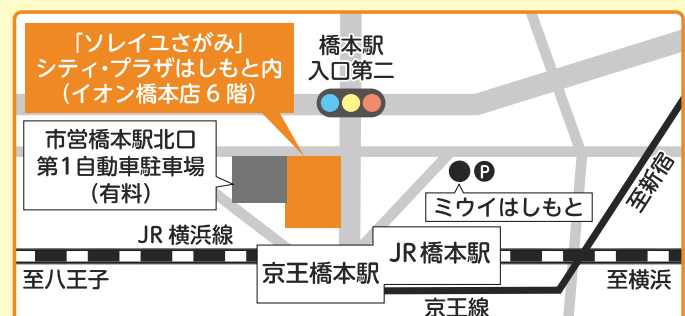 「ソレイユさがみ」
シティ・プラザはしもと内
（イオン橋本店6階）
橋本駅
入口第二
市営橋本駅北口
第1自動車駐車場
（有料）
P
ミウイはしもと
至新宿
JR横浜線
JR橋本駅
京王橋本駅
至八王子
至横浜
京王線